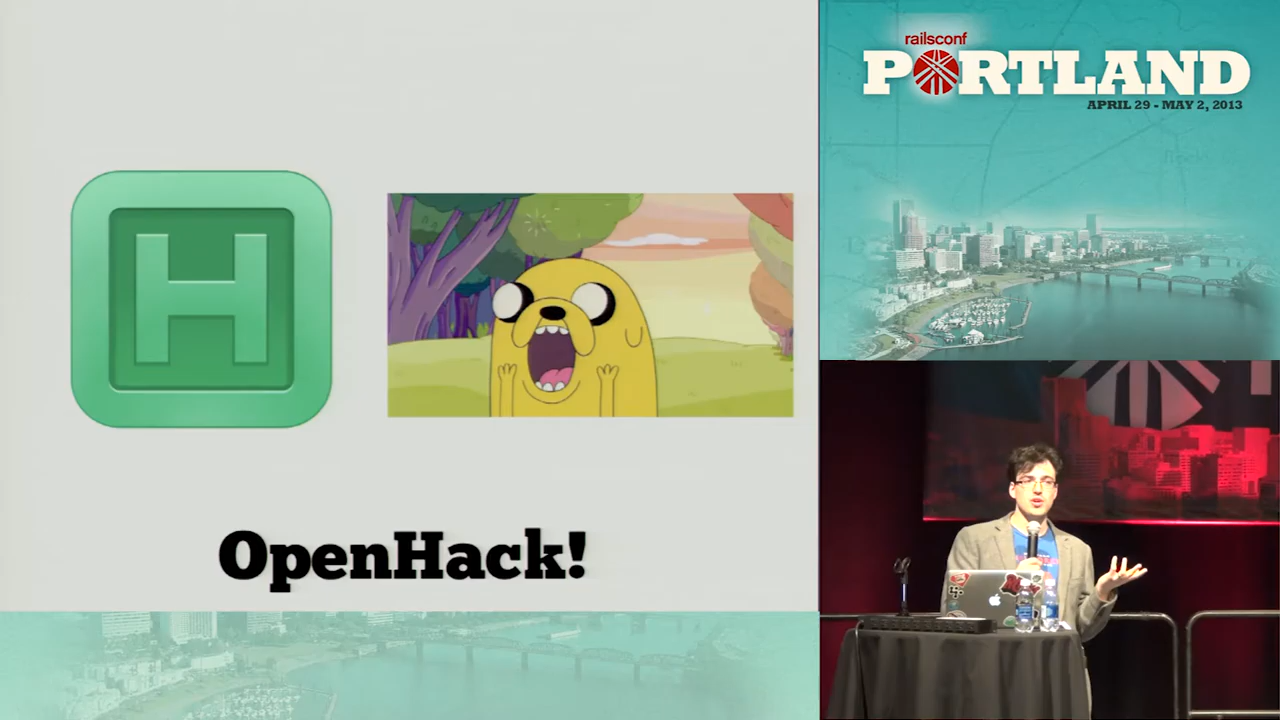 H
OpenHack!
railsconf
PORTLAND
APRIL 29 - MAY 2, 2013